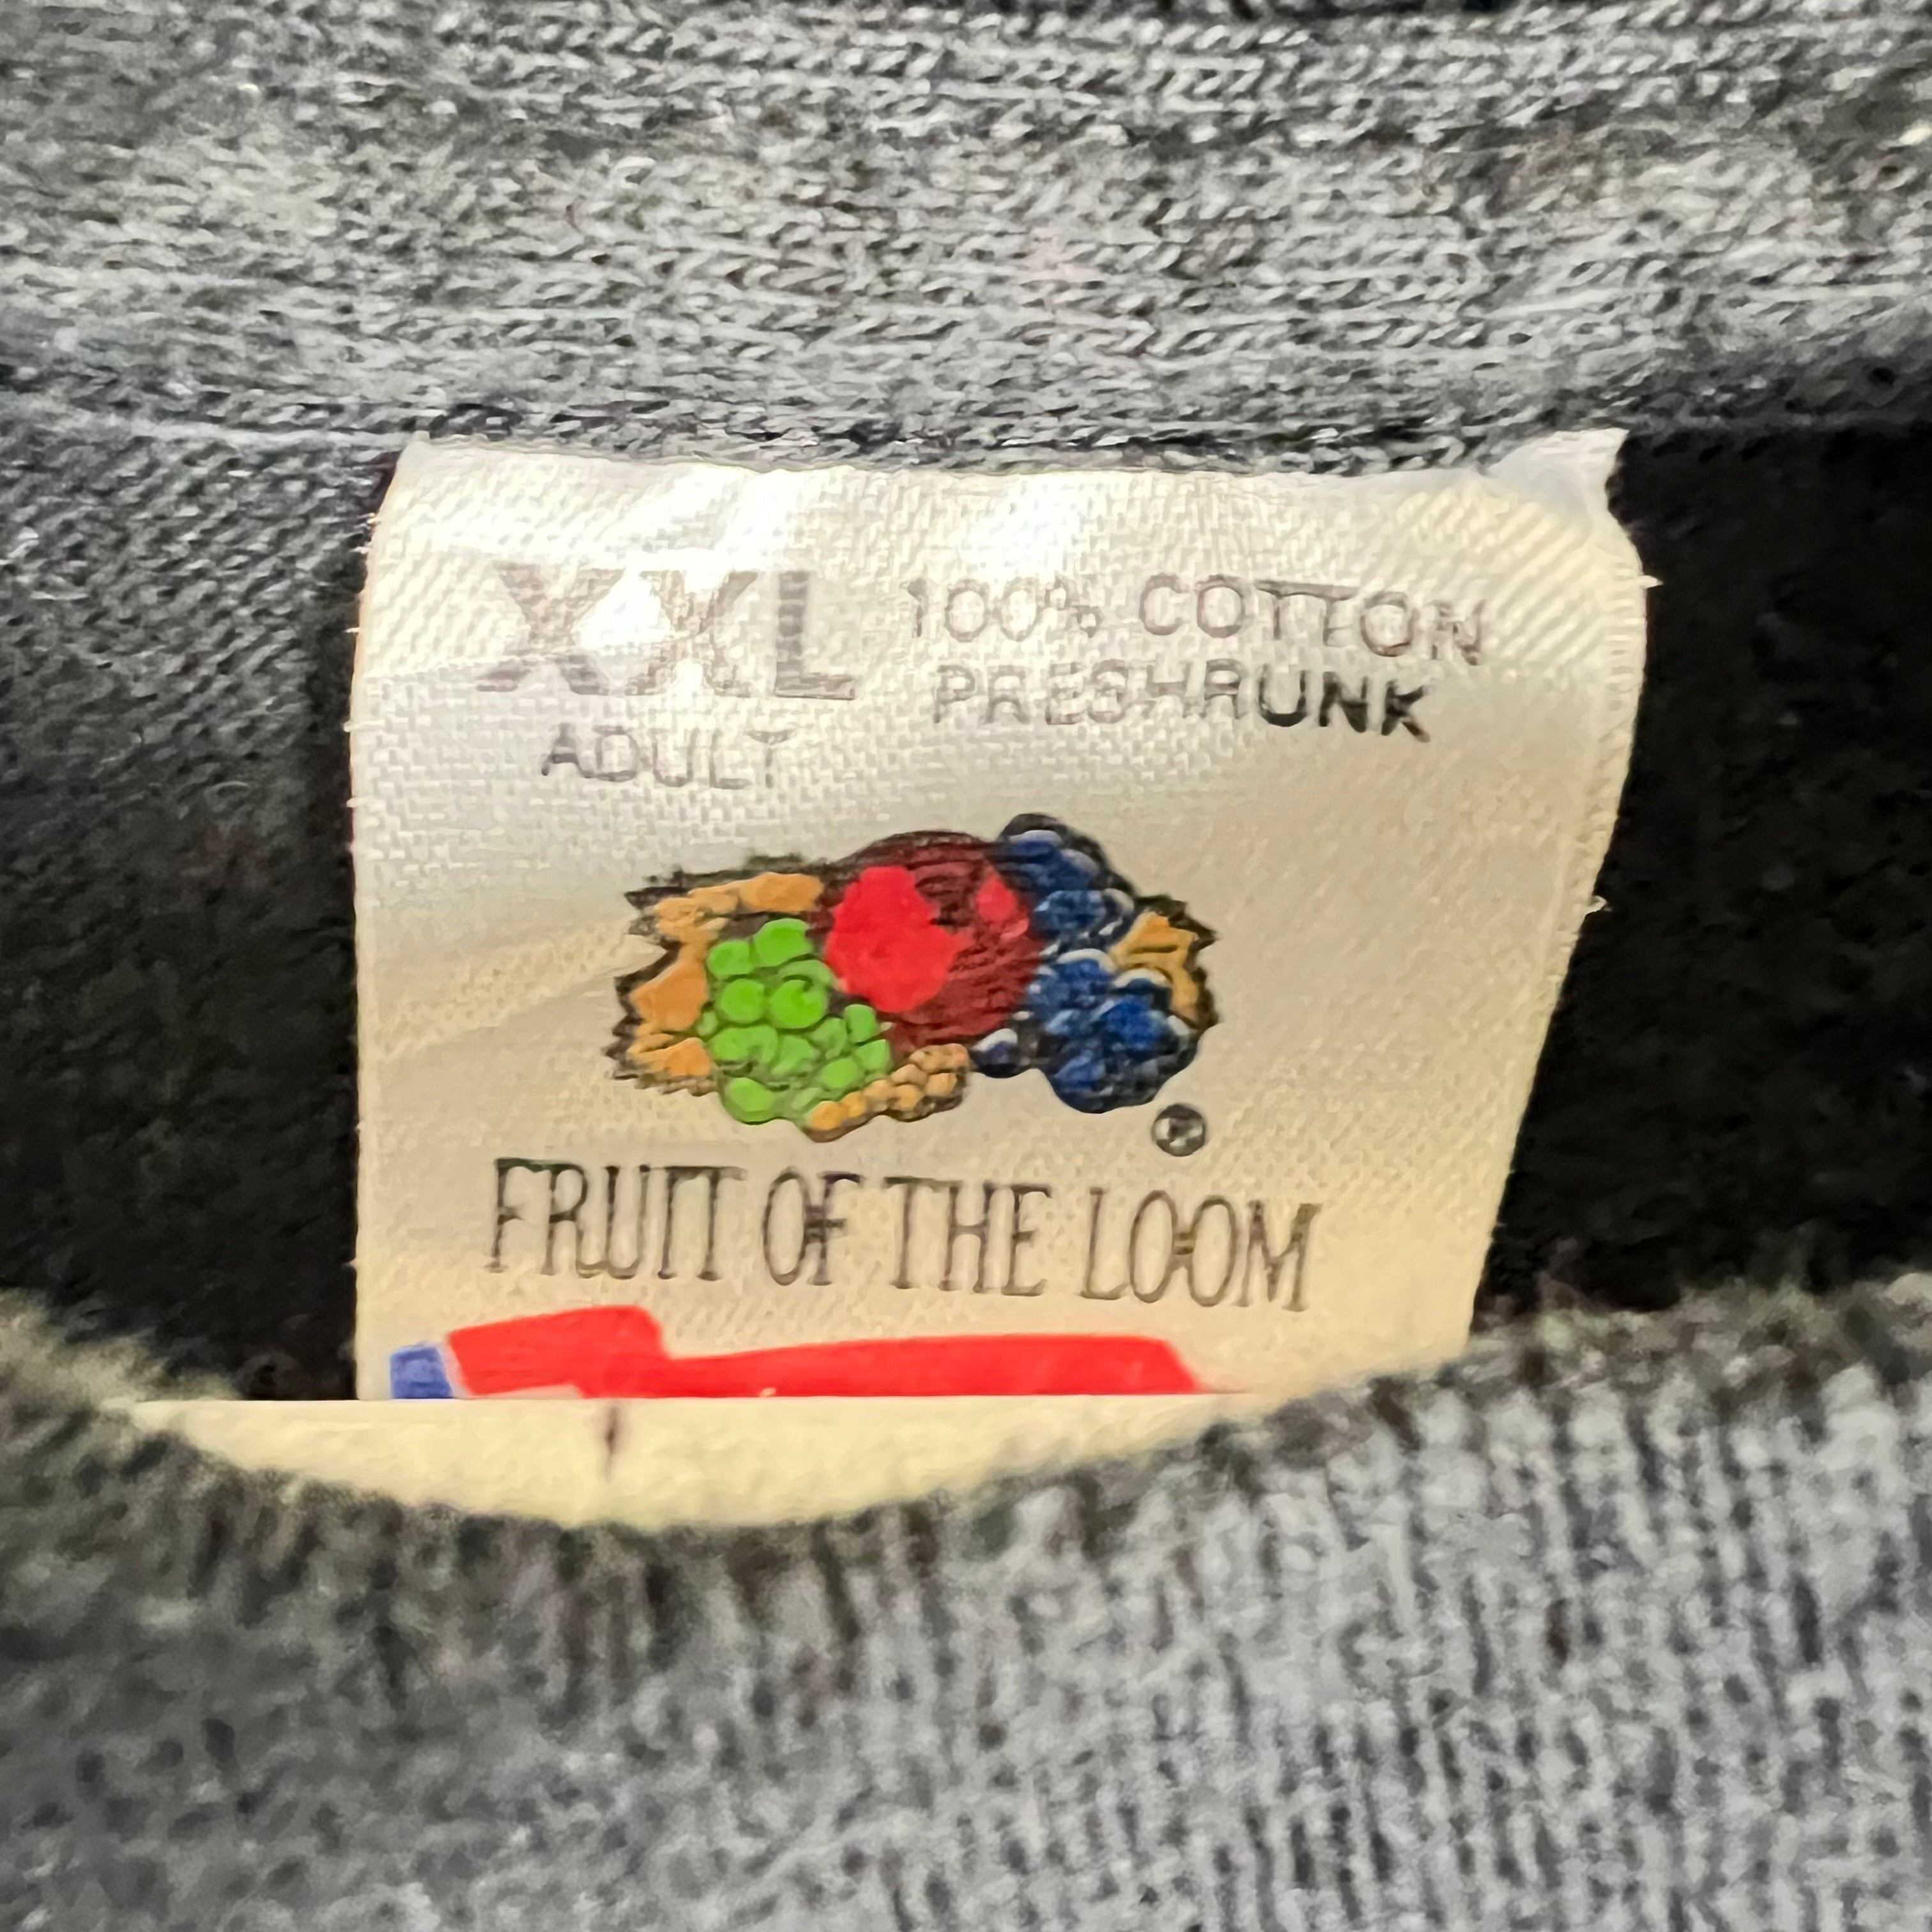 XXL 100% COTTON
PRESHRUNK
ADULT
®
FRUIT OF THE LOOM